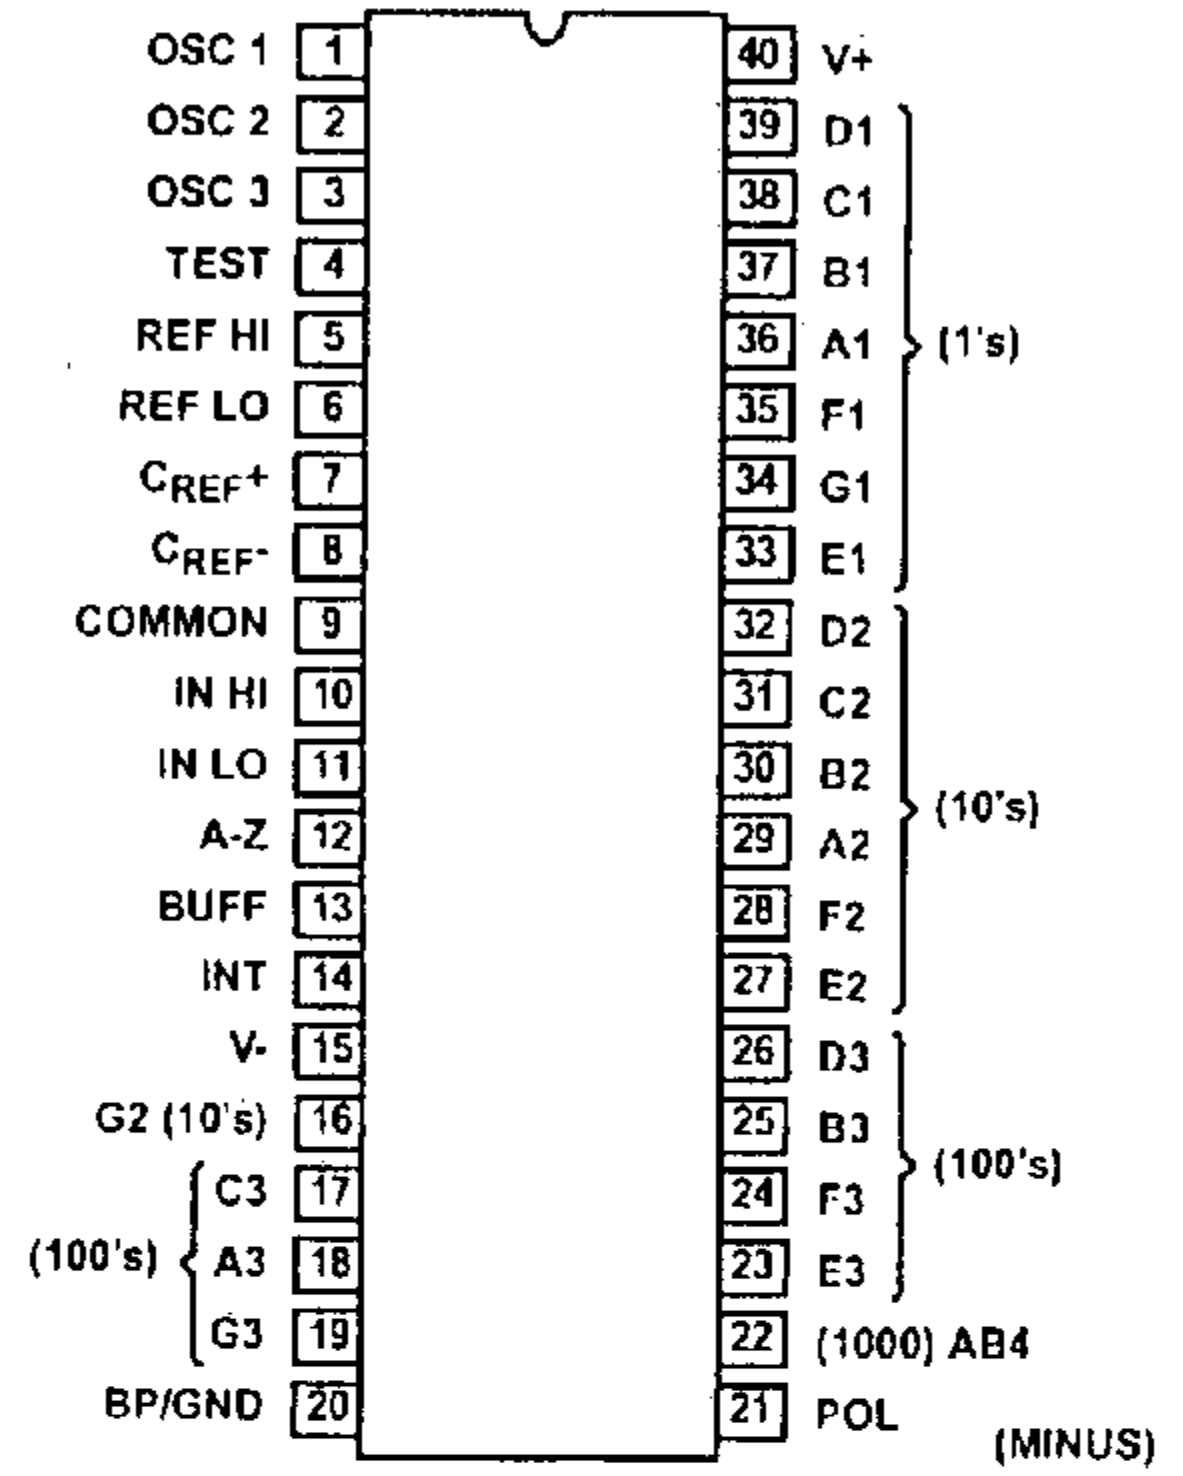 OSC 1 1 40 V+
OSC 2 2 39 D1
OSC 3 3 38 C1
TEST 4 37 B1
REF HI 5 36 A1 (1's)
REF LO 6 35 F1
CREF+ 7 34 G1
CREF- 8 33 E1
COMMON 9 32 D2
IN HI 10 31 C2
IN LO 11 30 B2 (10's)
A-Z 12 29 A2
BUFF 13 28 F2
INT 14 27 E2
V- 15 26 D3
G2 (10's) 16 25 B3 (100's)
C3 17 24 F3
(100's) A3 18 23 E3
G3 19 22 (1000) AB4
BP/GND 20 21 POL
(MINUS)